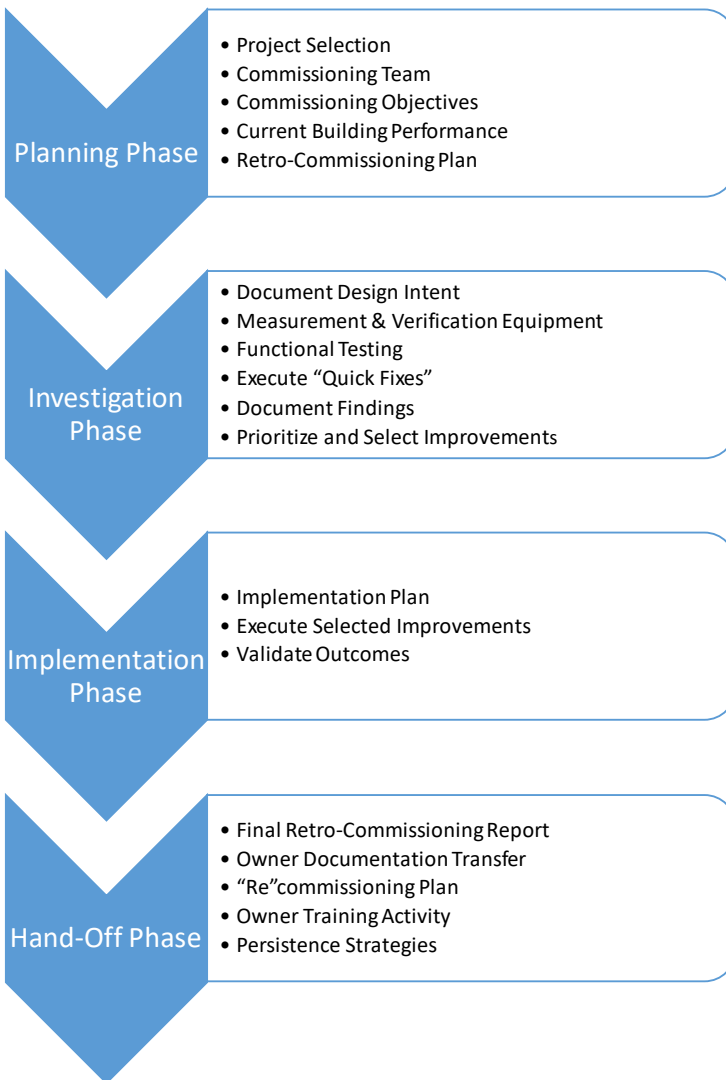 Planning Phase
• Project Selection
• Commissioning Team
• Commissioning Objectives
• Current Building Performance
• Retro-Commissioning Plan
Investigation
Phase
• Document Design Intent
• Measurement & Verification Equipment
• Functional Testing
• Execute “Quick Fixes”
• Document Findings
• Prioritize and Select Improvements
Implementation
Phase
• Implementation Plan
• Execute Selected Improvements
• Validate Outcomes
Hand-Off Phase
• Final Retro-Commissioning Report
• Owner Documentation Transfer
• “Re”commissioning Plan
• Owner Training Activity
• Persistence Strategies